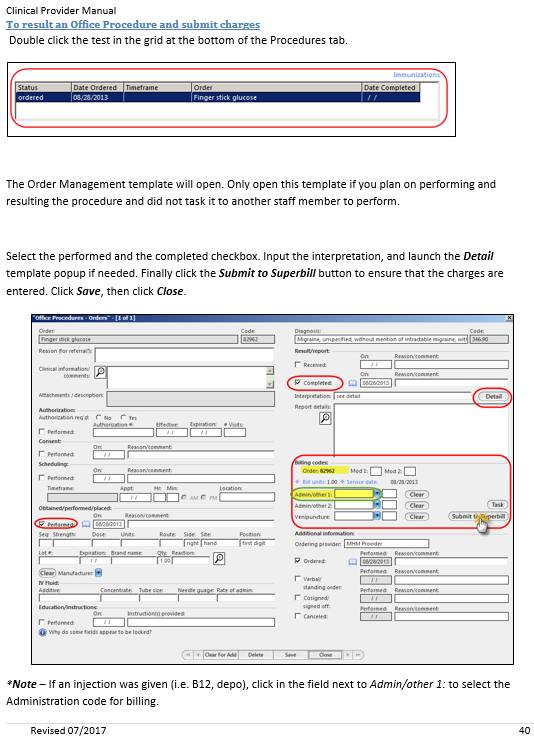 Clinical Provider Manual
To result an Office Procedure and submit charges
Double click the test in the grid at the bottom of the Procedures tab.
Immunizations
Status Date Ordered Timeframe Order Date Completed
ordered 08/28/2013 Finger stick glucose / /
The Order Management template will open. Only open this template if you plan on performing and
resulting the procedure and did not task it to another staff member to perform.
Select the performed and the completed checkbox. Input the interpretation, and launch the Detail
template popup if needed. Finally click the Submit to Superbill button to ensure that the charges are
entered. Click Save, then click Close.
"Office Procedures - Orders" - [1 of 1]
Order: Code:
Finger stick glucose 82962
Reason (for referral):
Clinical information/
comments:
Attachments / description:
Authorization:
Authorization req'd: No Yes
Authorization #: Effective: Expiration: # Visits:
Performed: / / / /
Consent:
On: Reason/comment:
Performed: / /
Scheduling:
On: Reason/comment:
Performed: / /
Timeframe: Appt: Hr: Min: Location:
/ / AM PM
Obtained/performed/placed:
On: Reason/comment:
Performed: 08/28/2013
Seq: Strength: Dose: Units: Route: Side: Site: Position:
right hand first digit
Lot #: Expiration: Brand name: Qty: Reaction:
/ / 1.00
Clear Manufacturer:
IV Fluid:
Additive: Concentrate: Tube size: Needle guage: Rate of admin:
Education/instructions:
On: Instruction(s) provided:
Performed: / /
Why do some fields appear to be locked?
Diagnosis: Code:
Migraine, unspecified, without mention of intractable migraine, with 346.90
Result/report:
On: Reason/comment:
Received: / /
On: Reason/comment:
Completed: 08/28/2013
Interpretation: see detail Detail
Report details:
Billing codes:
Order: 82962 Mod 1: Mod 2:
Bill units: 1.00 Service date: 08/28/2013
Admin/other 1: Clear
Admin/other 2: Clear Task
Venipuncture: Clear Submit to Superbill
Additional information:
Ordering provider: MHM Provider
Performed: Reason/comment:
Ordered: 08/28/2013
Performed: Reason/comment:
Verbal/
standing order: / /
Performed: Reason/comment:
Cosigned/
signed off: / /
Performed: Reason/comment:
Canceled: / /
Clear For Add Delete Save Close
*Note – If an injection was given (i.e. B12, depo), click in the field next to Admin/other 1: to select the
Administration code for billing.
Revised 07/2017 40